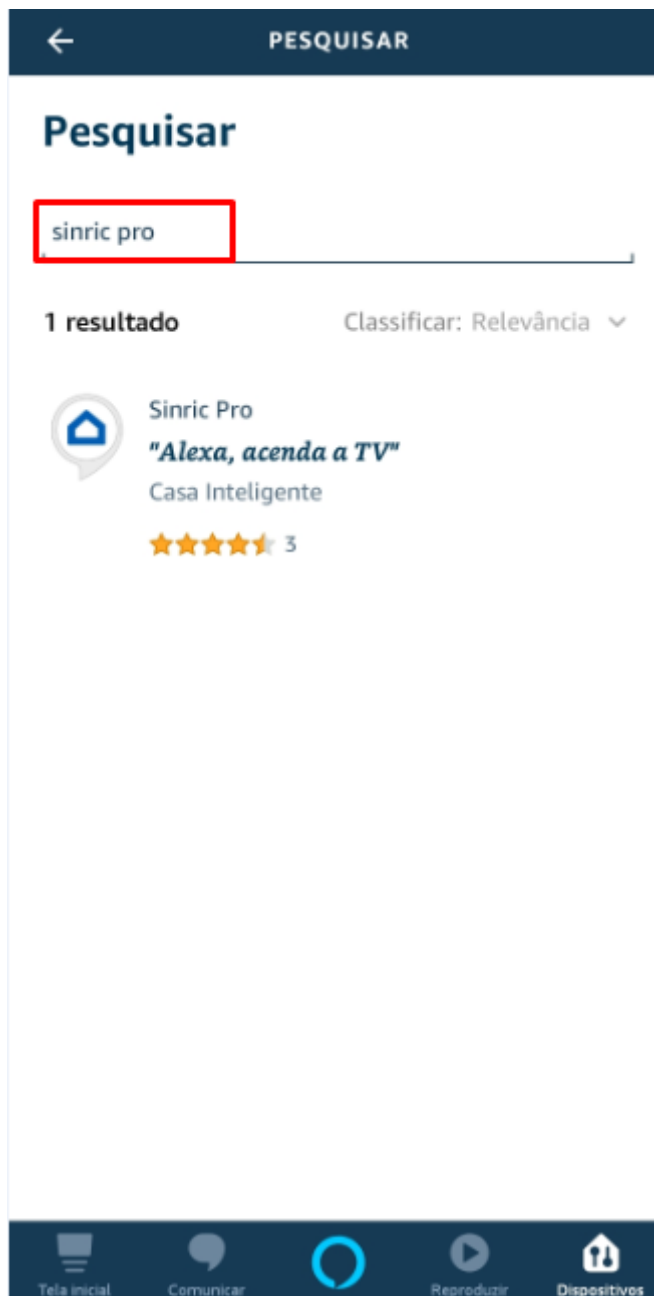 PESQUISAR
Pesquisar
sinric pro
1 resultado
Classificar: Relevância
Sinric Pro
"Alexa, acenda a TV"
Casa Inteligente
3
Tela inicial
Comunicar
Reproduzir
Dispositivos